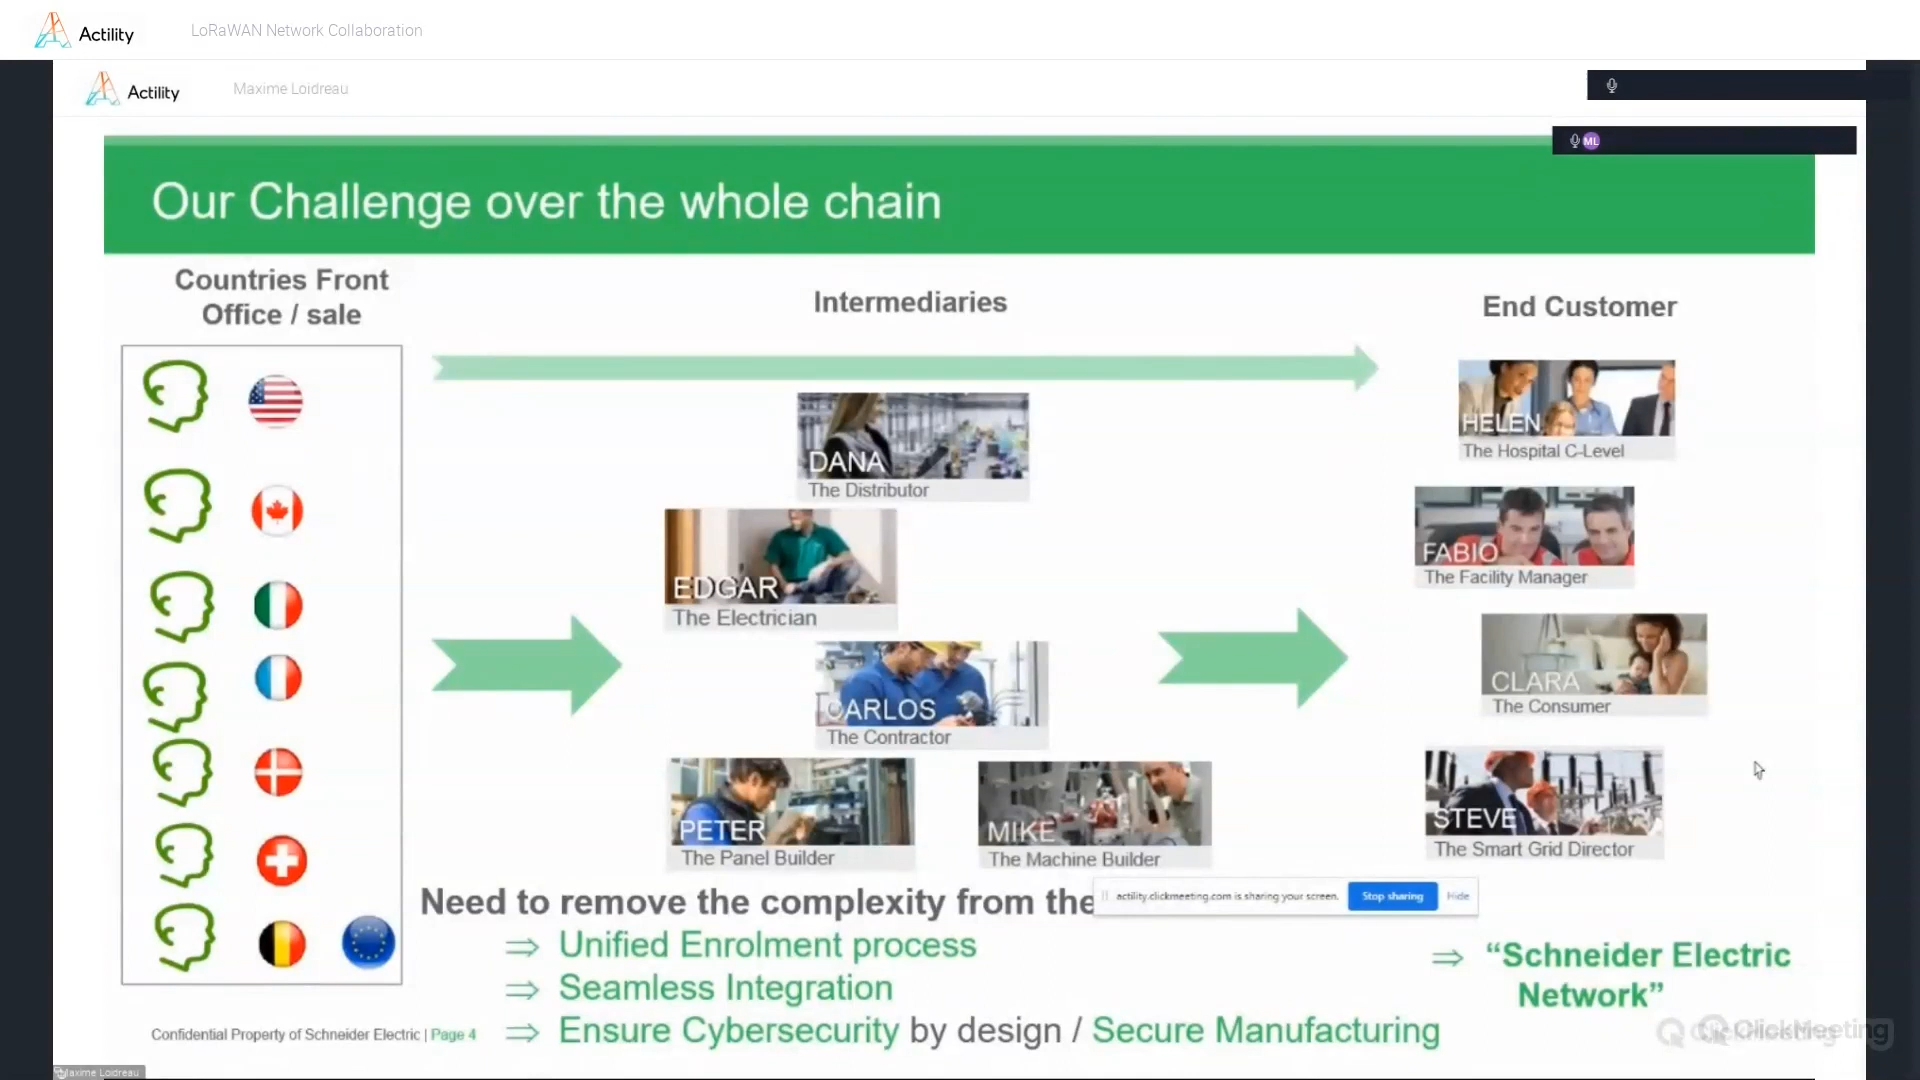 Actility
LoRaWAN Network Collaboration
Actility
Maxime Loidreau
ML
Our Challenge over the whole chain
Countries Front
Office / sale
Intermediaries
End Customer
DANA
The Distributor
EDGAR
The Electrician
CARLOS
The Contractor
PETER
The Panel Builder
MIKE
The Machine Builder
HELEN
The Hospital C-Level
FABIO
The Facility Manager
CLARA
The Consumer
STEVE
The Smart Grid Director
Need to remove the complexity from the
actility.clickmeeting.com is sharing your screen.
Stop sharing
Hide
⇒ Unified Enrolment process
⇒ Seamless Integration
⇒ Ensure Cybersecurity by design / Secure Manufacturing
⇒ “Schneider Electric
Network”
Confidential Property of Schneider Electric | Page 4
ClickMeeting
Maxime Loidreau